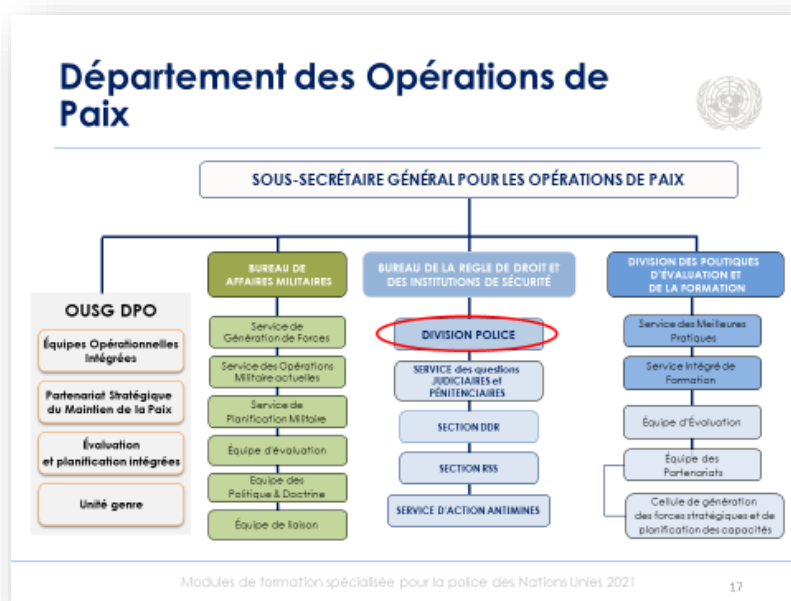 Département des Opérations de
Paix
SOUS-SECRÉTAIRE GÉNÉRAL POUR LES OPÉRATIONS DE PAIX
OUSG DPO
Équipes Opérationnelles
Intégrées
Partenariat Stratégique
du Maintien de la Paix
Évaluation
et planification intégrées
Unité genre
BUREAU DE
AFFAIRES MILITAIRES
Service de
Génération de Forces
Service des Opérations
Militaire actuelles
Service de
Planification Militaire
Équipe d'évaluation
Equipe des
Politique & Doctrine
Équipe de liaison
BUREAU DE LA REGLE DE DROIT ET
DES INSTITUTIONS DE SÉCURITÉ
DIVISION POLICE
SERVICE des questions
JUDICIAIRES et
PÉNITENCIAIRES
SECTION DDR
SECTION RSS
SERVICE D'ACTION ANTIMINES
DIVISION DES POLITIQUES
D'ÉVALUATION ET
DE LA FORMATION
Service des Meilleures
Pratiques
Service Intégré de
Formation
Équipe d'Évaluation
Équipe des
Partenariats
Cellule de génération
des forces stratégiques et de
planification des capacités
Modules de formation spécialisée pour la police des Nations Unies 2021
17